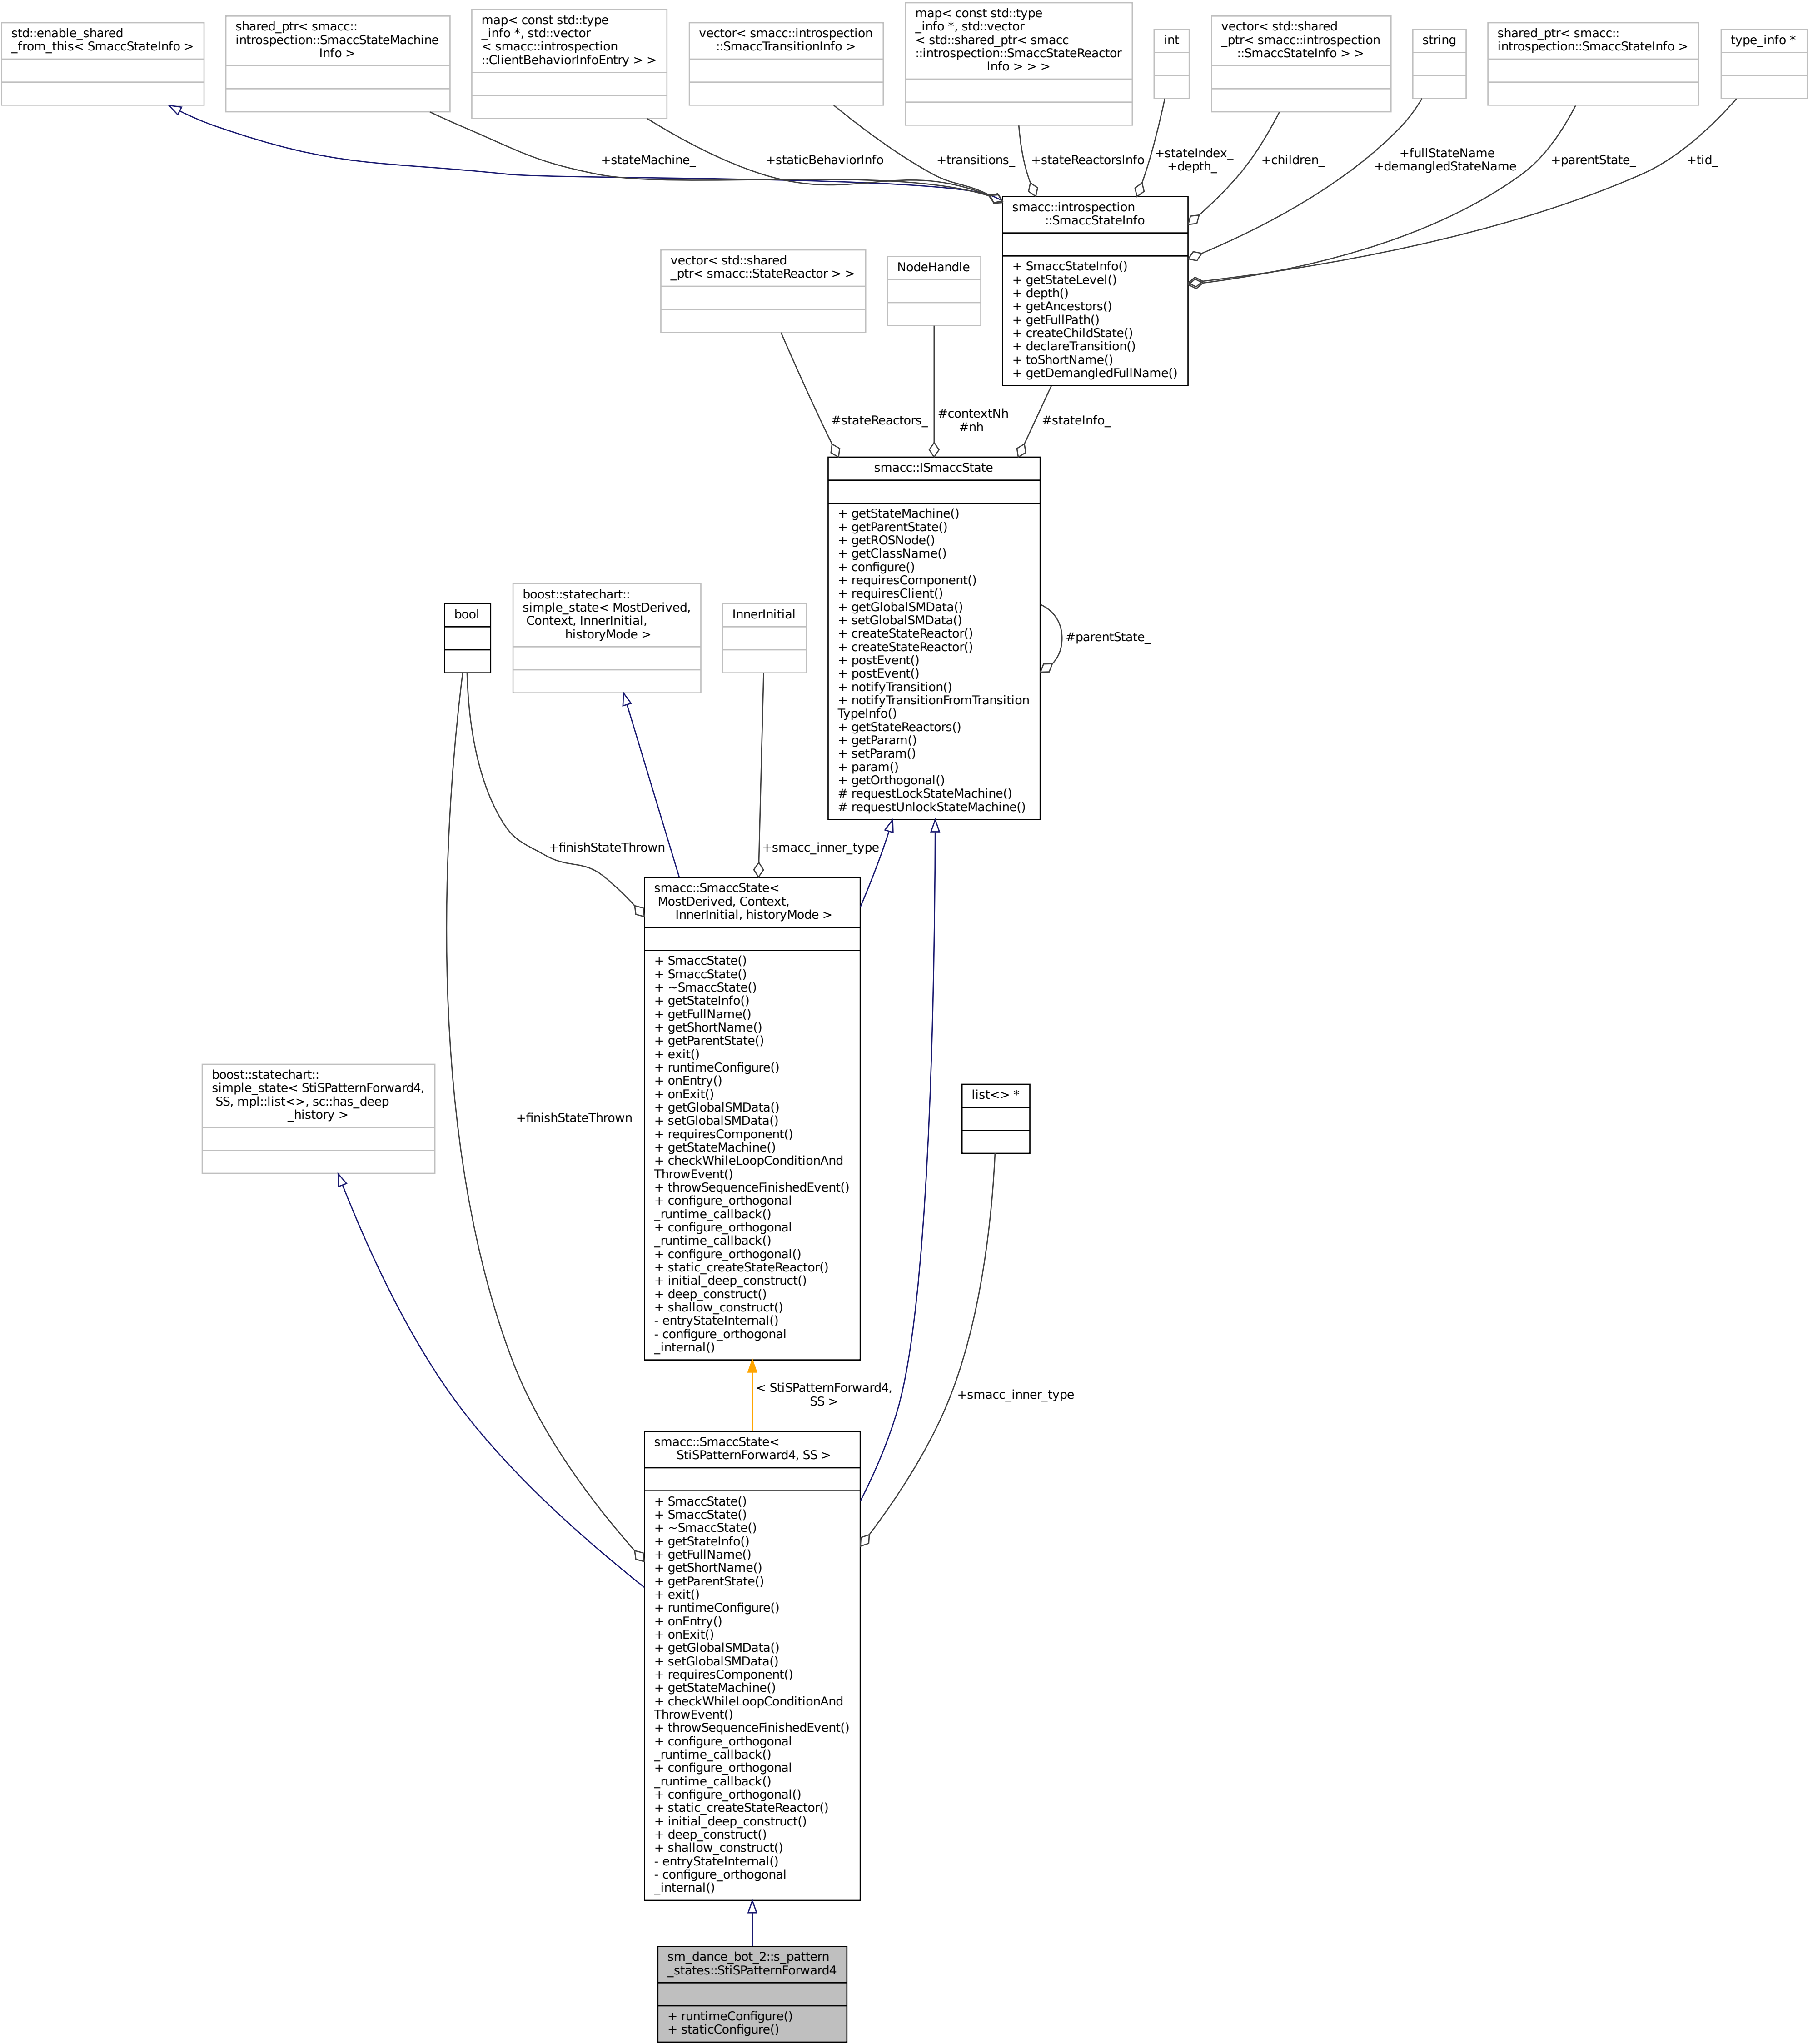 std::enable_shared
_from_this< SmaccStateInfo >
shared_ptr< smacc::
introspection::SmaccStateMachine
Info >
map< const std::type
_info *, std::vector
< smacc::introspection
::ClientBehaviorInfoEntry > >
vector< smacc::introspection
::SmaccTransitionInfo >
map< const std::type
_info *, std::vector
< std::shared_ptr< smacc
::introspection::SmaccStateReactor
Info > > >
int
vector< std::shared
_ptr< smacc::introspection
::SmaccStateInfo > >
string
shared_ptr< smacc::
introspection::SmaccStateInfo >
type_info *
+stateMachine_
+staticBehaviorInfo
+transitions_
+stateReactorsInfo
+stateIndex_
+depth_
+children_
+fullStateName
+demangledStateName
+parentState_
+tid_
smacc::introspection
::SmaccStateInfo
+ SmaccStateInfo()
+ getStateLevel()
+ depth()
+ getAncestors()
+ getFullPath()
+ createChildState()
+ declareTransition()
+ toShortName()
+ getDemangledFullName()
vector< std::shared
_ptr< smacc::StateReactor > >
NodeHandle
#stateReactors_
#contextNh
#nh
#stateInfo_
smacc::ISmaccState
+ getStateMachine()
+ getParentState()
+ getROSNode()
+ getClassName()
+ configure()
+ requiresComponent()
+ requiresClient()
+ getGlobalSMData()
+ setGlobalSMData()
+ createStateReactor()
+ createStateReactor()
+ postEvent()
+ postEvent()
+ notifyTransition()
+ notifyTransitionFromTransition
TypeInfo()
+ getStateReactors()
+ getParam()
+ setParam()
+ param()
+ getOrthogonal()
# requestLockStateMachine()
# requestUnlockStateMachine()
#parentState_
bool
boost::statechart::
simple_state< MostDerived,
Context, InnerInitial,
historyMode >
InnerInitial
+finishStateThrown
+smacc_inner_type
smacc::SmaccState<
MostDerived, Context,
InnerInitial, historyMode >
+ SmaccState()
+ SmaccState()
+ ~SmaccState()
+ getStateInfo()
+ getFullName()
+ getShortName()
+ getParentState()
+ exit()
+ runtimeConfigure()
+ onEntry()
+ onExit()
+ getGlobalSMData()
+ setGlobalSMData()
+ requiresComponent()
+ getStateMachine()
+ checkWhileLoopConditionAnd
ThrowEvent()
+ throwSequenceFinishedEvent()
+ configure_orthogonal
_runtime_callback()
+ configure_orthogonal
_runtime_callback()
+ configure_orthogonal()
+ static_createStateReactor()
+ initial_deep_construct()
+ deep_construct()
+ shallow_construct()
- entryStateInternal()
- configure_orthogonal
_internal()
boost::statechart::
simple_state< StiSPatternForward4,
SS, mpl::list<>, sc::has_deep
_history >
+finishStateThrown
list<> *
< StiSPatternForward4,
SS >
+smacc_inner_type
smacc::SmaccState<
StiSPatternForward4, SS >
+ SmaccState()
+ SmaccState()
+ ~SmaccState()
+ getStateInfo()
+ getFullName()
+ getShortName()
+ getParentState()
+ exit()
+ runtimeConfigure()
+ onEntry()
+ onExit()
+ getGlobalSMData()
+ setGlobalSMData()
+ requiresComponent()
+ getStateMachine()
+ checkWhileLoopConditionAnd
ThrowEvent()
+ throwSequenceFinishedEvent()
+ configure_orthogonal
_runtime_callback()
+ configure_orthogonal
_runtime_callback()
+ configure_orthogonal()
+ static_createStateReactor()
+ initial_deep_construct()
+ deep_construct()
+ shallow_construct()
- entryStateInternal()
- configure_orthogonal
_internal()
sm_dance_bot_2::s_pattern
_states::StiSPatternForward4
+ runtimeConfigure()
+ staticConfigure()